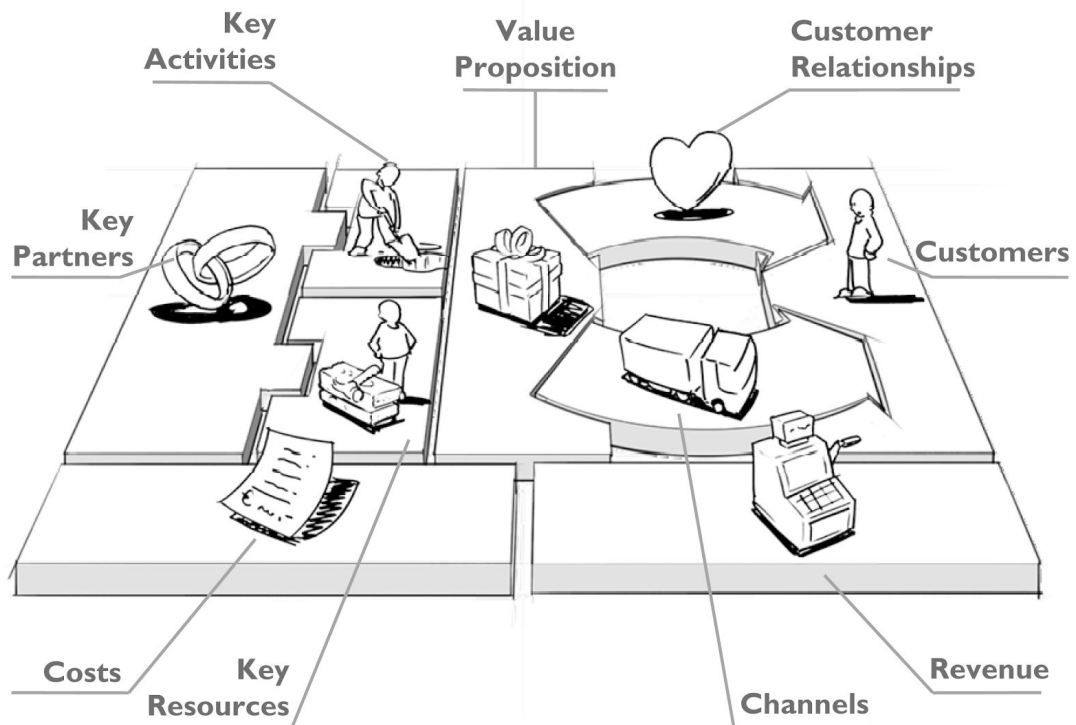 Key
Activities
Value
Proposition
Customer
Relationships
Key
Partners
Customers
Costs
Key
Resources
Channels
Revenue